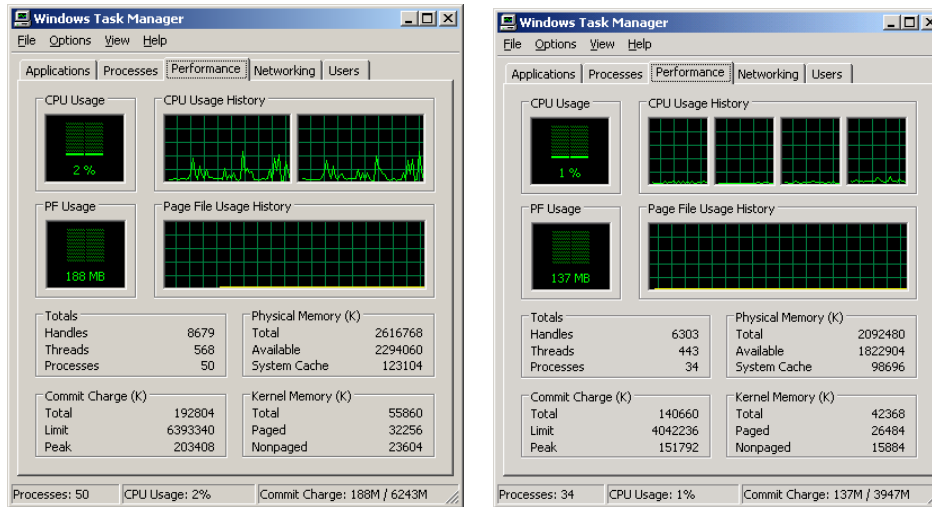 Windows Task Manager
File Options View Help
Applications Processes Performance Networking Users
CPU Usage CPU Usage History
2 %
PF Usage Page File Usage History
188 MB
Totals Physical Memory (K)
Handles 8679 Total 2616768
Threads 568 Available 2294060
Processes 50 System Cache 123104
Commit Charge (K) Kernel Memory (K)
Total 192804 Total 55860
Limit 6393340 Paged 32256
Peak 203408 Nonpaged 23604
Processes: 50 CPU Usage: 2% Commit Charge: 188M / 6243M
Windows Task Manager
File Options View Help
Applications Processes Performance Networking Users
CPU Usage CPU Usage History
1 %
PF Usage Page File Usage History
137 MB
Totals Physical Memory (K)
Handles 6303 Total 2092480
Threads 443 Available 1822904
Processes 34 System Cache 98696
Commit Charge (K) Kernel Memory (K)
Total 140660 Total 42368
Limit 4042236 Paged 26484
Peak 151792 Nonpaged 15884
Processes: 34 CPU Usage: 1% Commit Charge: 137M / 3947M